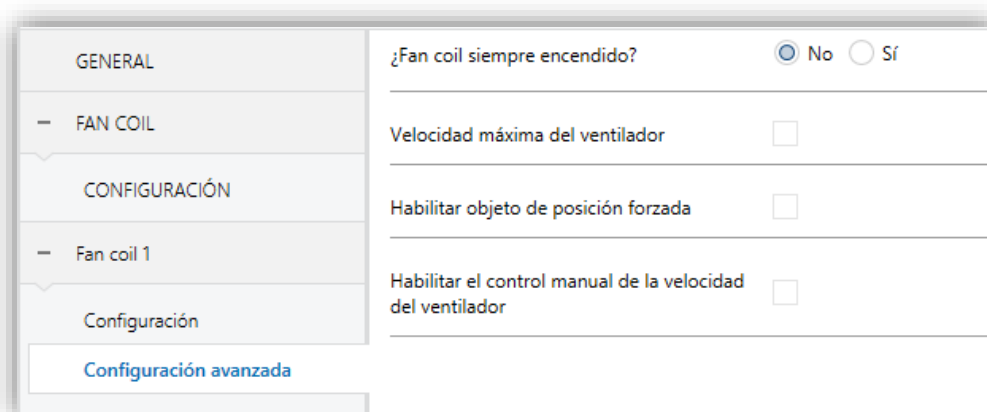 GENERAL
FAN COIL
CONFIGURACIÓN
Fan coil 1
Configuración
Configuración avanzada
¿Fan coil siempre encendido?
No
Sí
Velocidad máxima del ventilador
Habilitar objeto de posición forzada
Habilitar el control manual de la velocidad
del ventilador